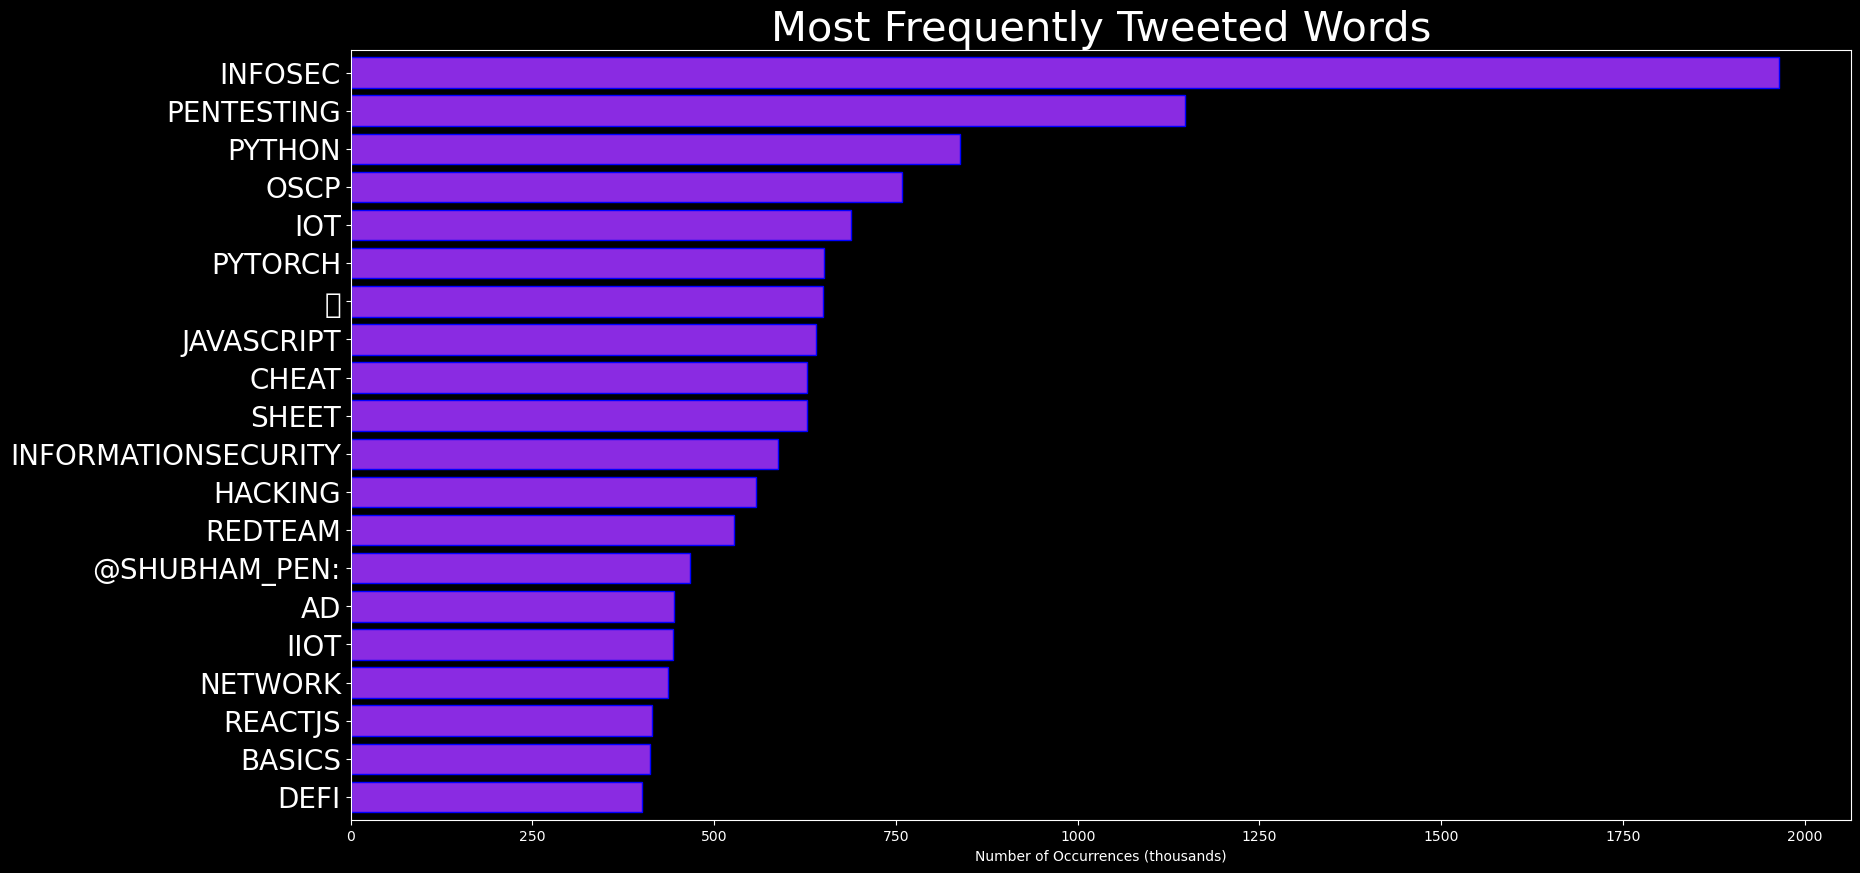 Most Frequently Tweeted Words
INFOSEC
PENTESTING
PYTHON
OSCP
IOT
PYTORCH
JAVASCRIPT
CHEAT
SHEET
INFORMATIONSECURITY
HACKING
REDTEAM
@SHUBHAM_PEN:
AD
IIOT
NETWORK
REACTJS
BASICS
DEFI
0 250 500 750 1000 1250 1500 1750 2000
Number of Occurrences (thousands)